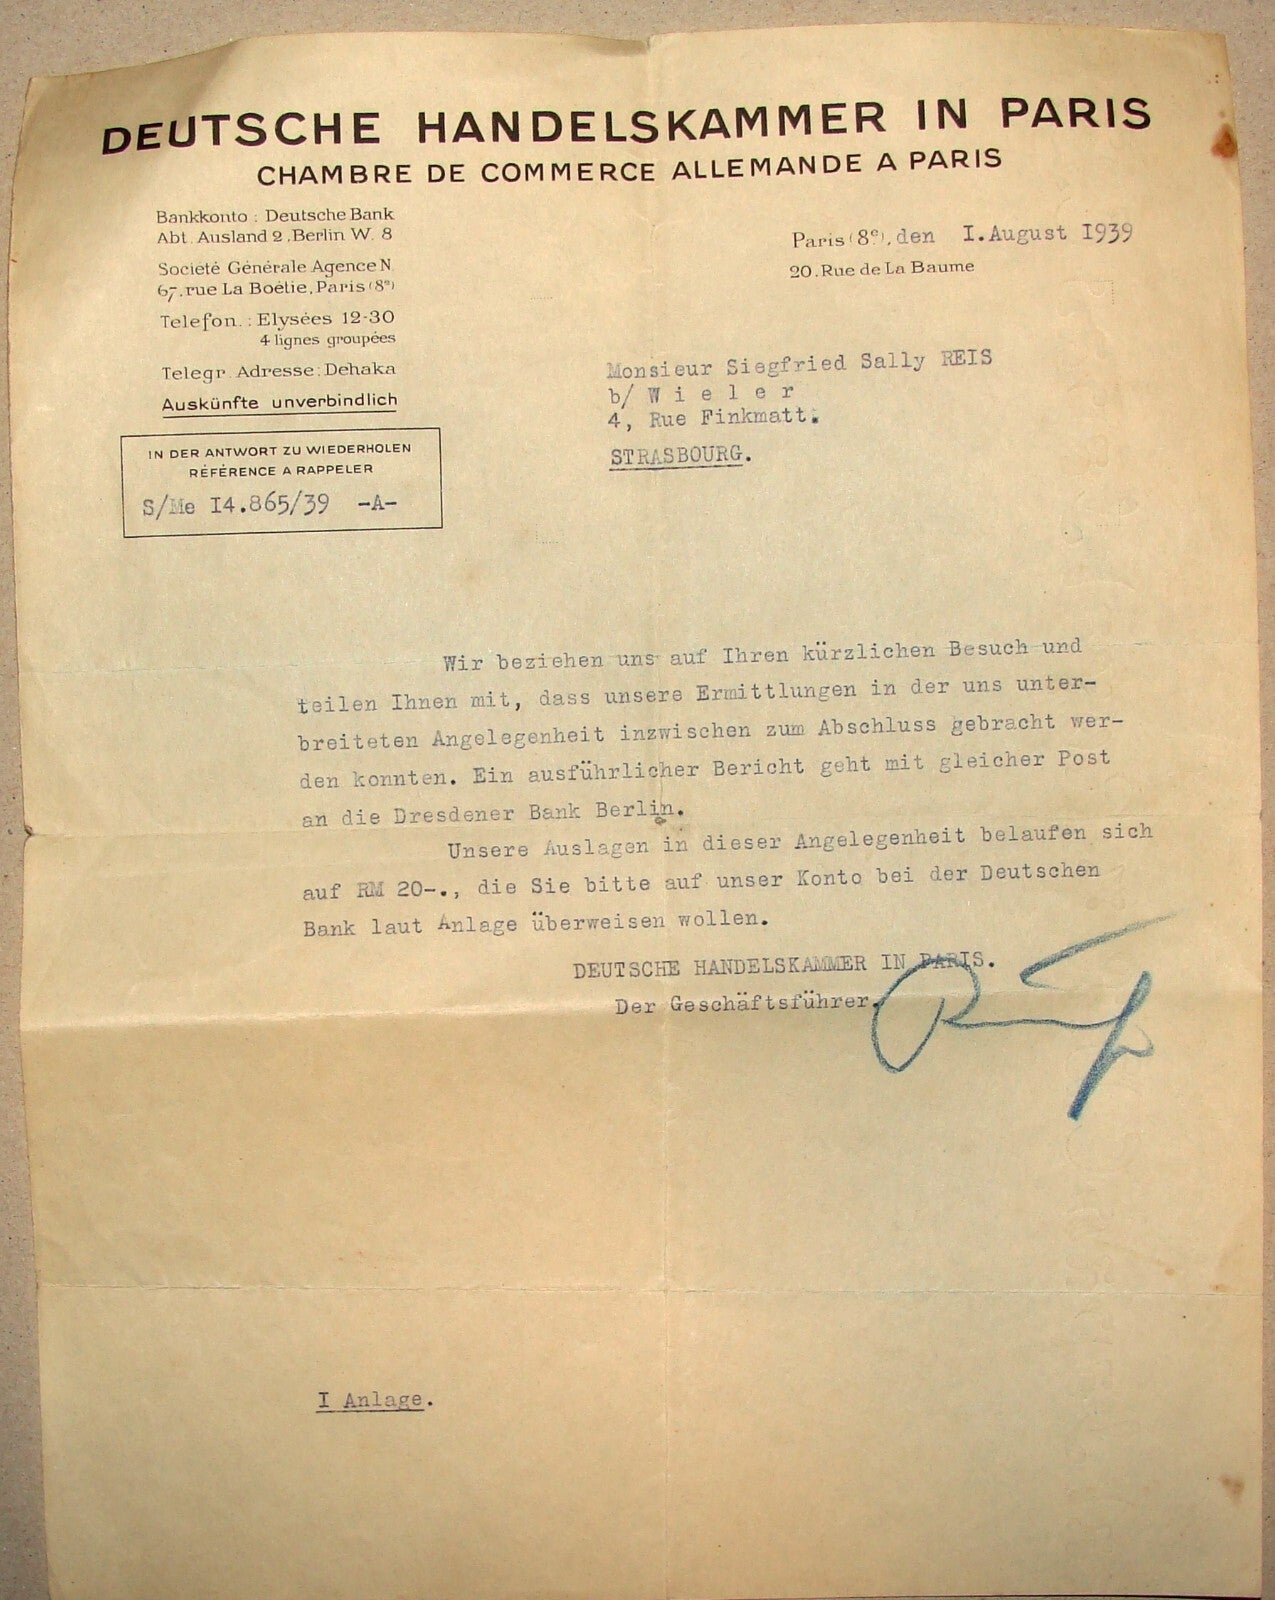 DEUTSCHE HANDELSKAMMER IN PARIS
CHAMBRE DE COMMERCE ALLEMANDE A PARIS
Bankkonto : Deutsche Bank
Abt. Ausland 2, Berlin W. 8
Société Générale Agence N
67, rue La Boëtie, Paris (8e)
Telefon. : Elysées 12-30
4 lignes groupées
Telegr. Adresse: Dehaka
Auskünfte unverbindlich
IN DER ANTWORT ZU WIEDERHOLEN
RÉFÉRENCE A RAPPELER
S/Me I4.865/39 -A-
Paris (8e), den I. August I939
20. Rue de La Baume
Monsieur Siegfried Sally REIS
b/ W i e l e r
4, Rue Finkmatt.
STRASBOURG.
Wir beziehen uns auf Ihren kürzlichen Besuch und
teilen Ihnen mit, dass unsere Ermittlungen in der uns unter-
breiteten Angelegenheit inzwischen zum Abschluss gebracht wer-
den konnten. Ein ausführlicher Bericht geht mit gleicher Post
an die Dresdener Bank Berlin.
Unsere Auslagen in dieser Angelegenheit belaufen sich
auf RM 20-., die Sie bitte auf unser Konto bei der Deutschen
Bank laut Anlage überweisen wollen.
DEUTSCHE HANDELSKAMMER IN PARIS.
Der Geschäftsführer.
I Anlage.